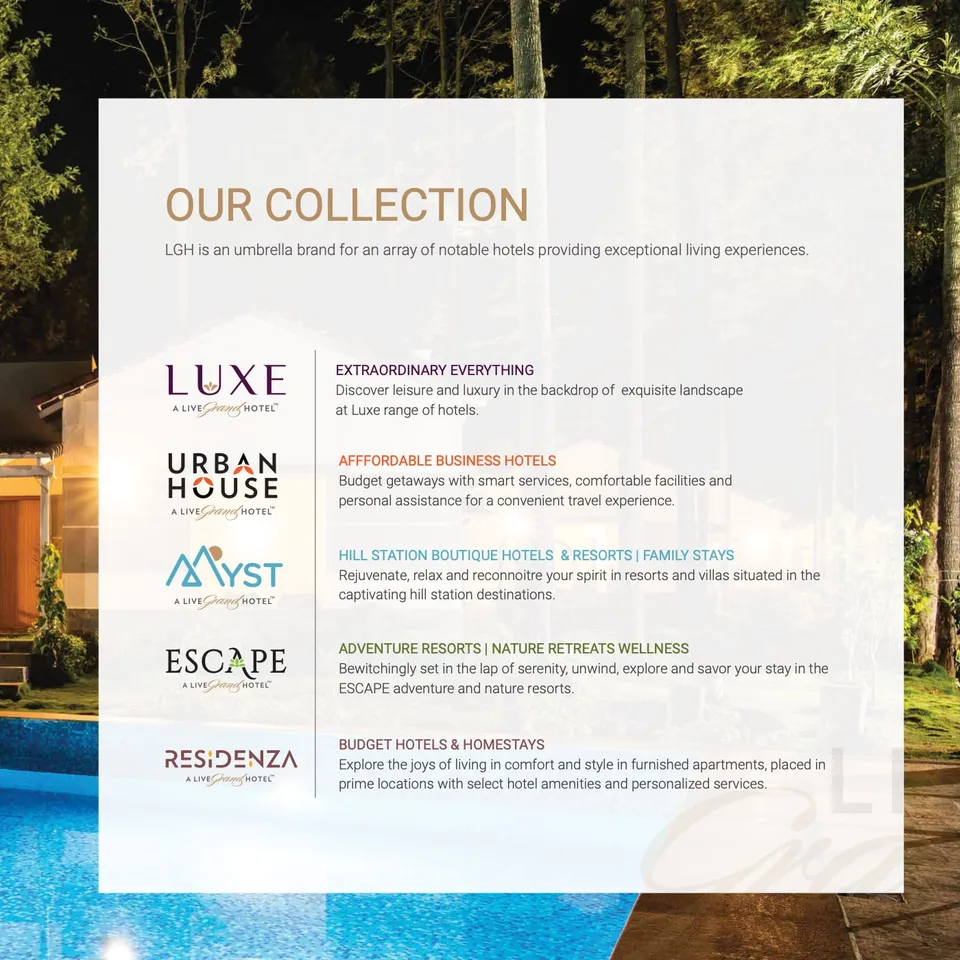 OUR COLLECTION
LGH is an umbrella brand for an array of notable hotels providing exceptional living experiences.
LUXE
A LIVE Grand HOTEL™
EXTRAORDINARY EVERYTHING
Discover leisure and luxury in the backdrop of exquisite landscape
at Luxe range of hotels.
URBAN
HOUSE
A LIVE Grand HOTEL™
AFFFORDABLE BUSINESS HOTELS
Budget getaways with smart services, comfortable facilities and
personal assistance for a convenient travel experience.
MYST
A LIVE Grand HOTEL™
HILL STATION BOUTIQUE HOTELS & RESORTS | FAMILY STAYS
Rejuvenate, relax and reconnoitre your spirit in resorts and villas situated in the
captivating hill station destinations.
ESCAPE
A LIVE Grand HOTEL™
ADVENTURE RESORTS | NATURE RETREATS WELLNESS
Bewitchingly set in the lap of serenity, unwind, explore and savor your stay in the
ESCAPE adventure and nature resorts.
RESIDENZA
A LIVE Grand HOTEL™
BUDGET HOTELS & HOMESTAYS
Explore the joys of living in comfort and style in furnished apartments, placed in
prime locations with select hotel amenities and personalized services.
LI
Gra